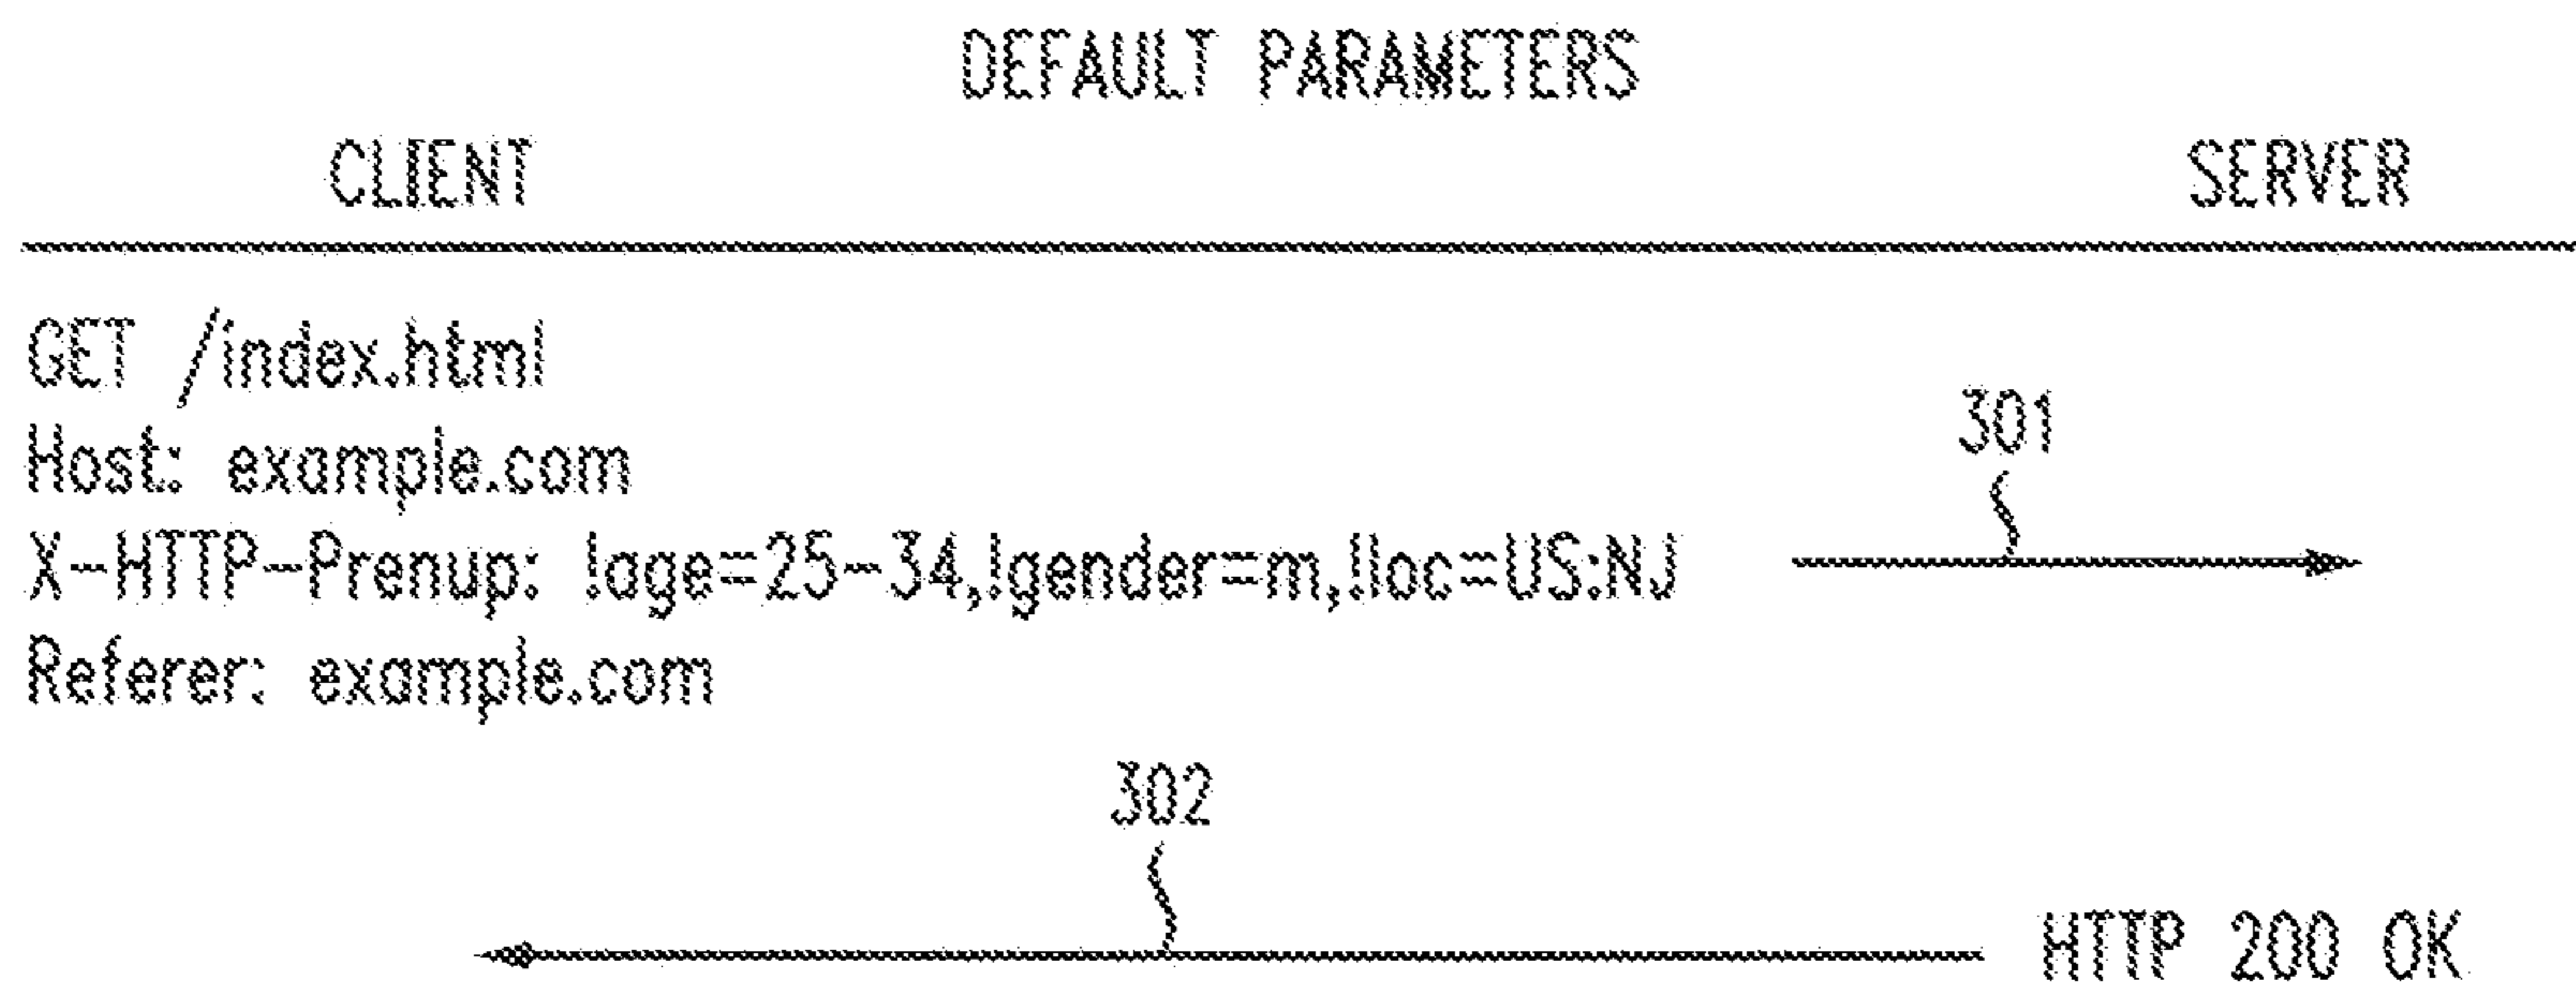 DEFAULT PARAMETERS
CLIENT SERVER
GET /index.html
Host: example.com
301
X-HTTP-Prenup: !age=25-34,!gender=m,!loc=US:NJ
Referer: example.com
302
HTTP 200 OK